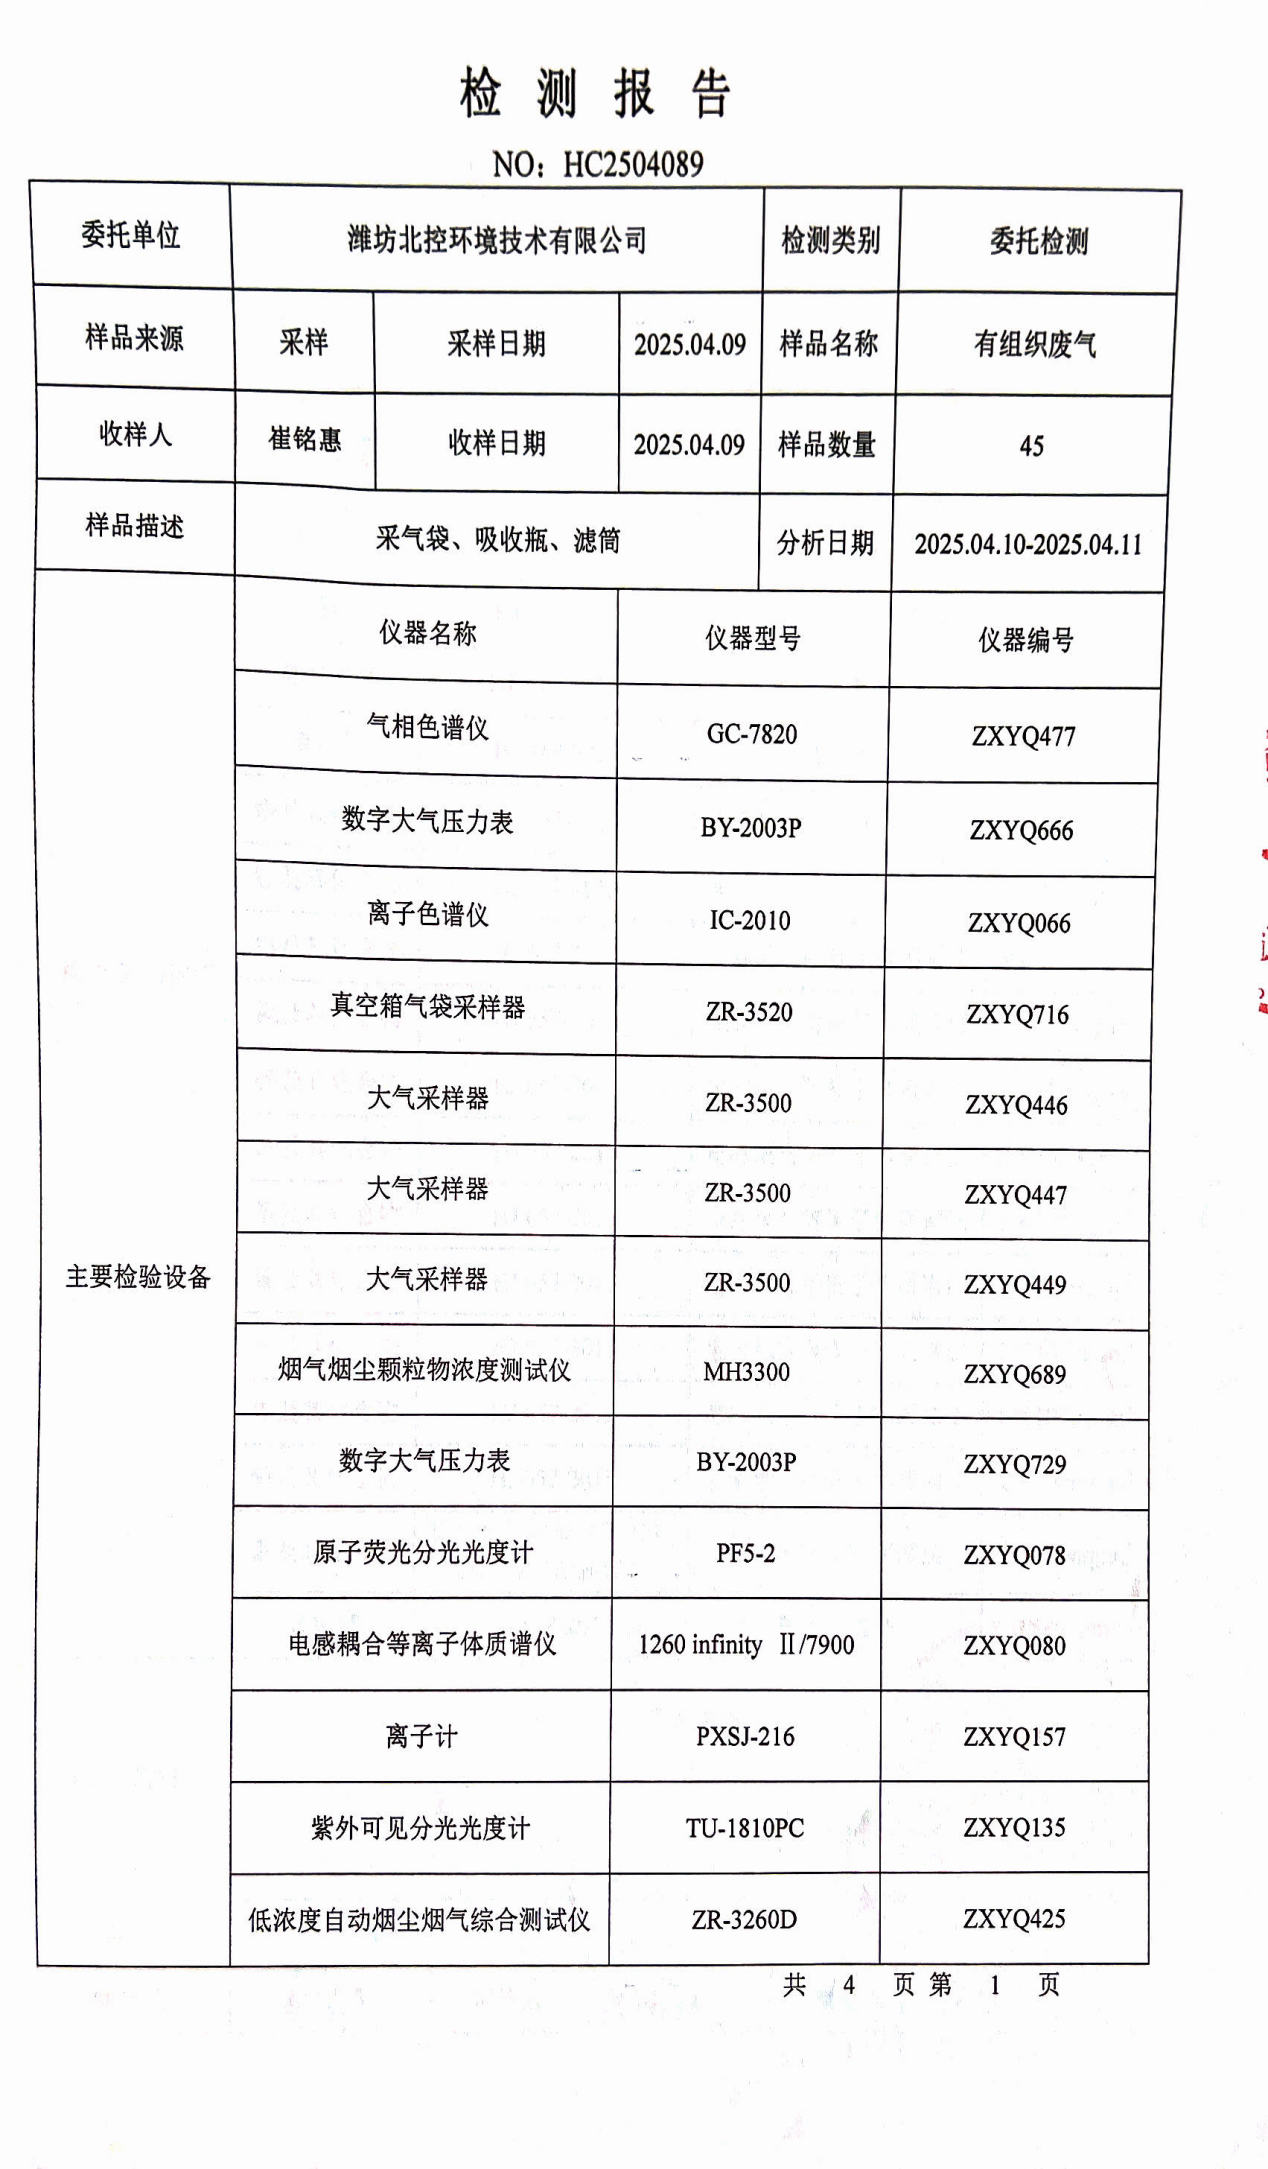 检测报告
NO：HC2504089
委托单位 潍坊北控环境技术有限公司 检测类别 委托检测
样品来源 采样 采样日期 2025.04.09 样品名称 有组织废气
收样人 崔铭惠 收样日期 2025.04.09 样品数量 45
样品描述 采气袋、吸收瓶、滤筒 分析日期 2025.04.10-2025.04.11
主要检验设备
仪器名称 仪器型号 仪器编号
气相色谱仪 GC-7820 ZXYQ477
数字大气压力表 BY-2003P ZXYQ666
离子色谱仪 IC-2010 ZXYQ066
真空箱气袋采样器 ZR-3520 ZXYQ716
大气采样器 ZR-3500 ZXYQ446
大气采样器 ZR-3500 ZXYQ447
大气采样器 ZR-3500 ZXYQ449
烟气烟尘颗粒物浓度测试仪 MH3300 ZXYQ689
数字大气压力表 BY-2003P ZXYQ729
原子荧光分光光度计 PF5-2 ZXYQ078
电感耦合等离子体质谱仪 1260 infinity Ⅱ/7900 ZXYQ080
离子计 PXSJ-216 ZXYQ157
紫外可见分光光度计 TU-1810PC ZXYQ135
低浓度自动烟尘烟气综合测试仪 ZR-3260D ZXYQ425
共 4 页 第 1 页